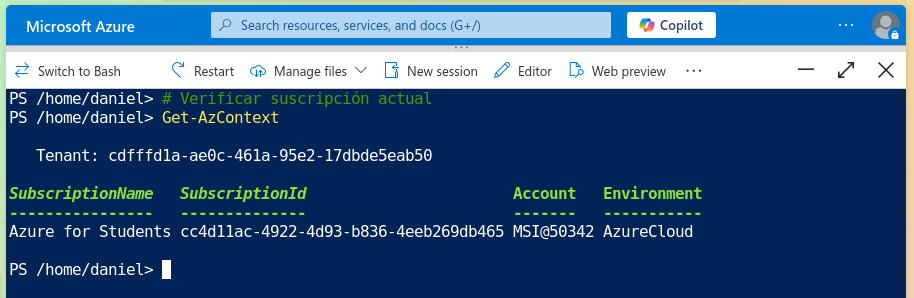 Microsoft Azure
Search resources, services, and docs (G+/)
Copilot
...
...
Switch to Bash
Restart
Manage files
New session
Editor
Web preview
...
PS /home/daniel> # Verificar suscripción actual
PS /home/daniel> Get-AzContext
Tenant: cdfffd1a-ae0c-461a-95e2-17dbde5eab50
SubscriptionName SubscriptionId Account Environment
---------------- -------------- ------- -----------
Azure for Students cc4d11ac-4922-4d93-b836-4eeb269db465 MSI@50342 AzureCloud
PS /home/daniel>